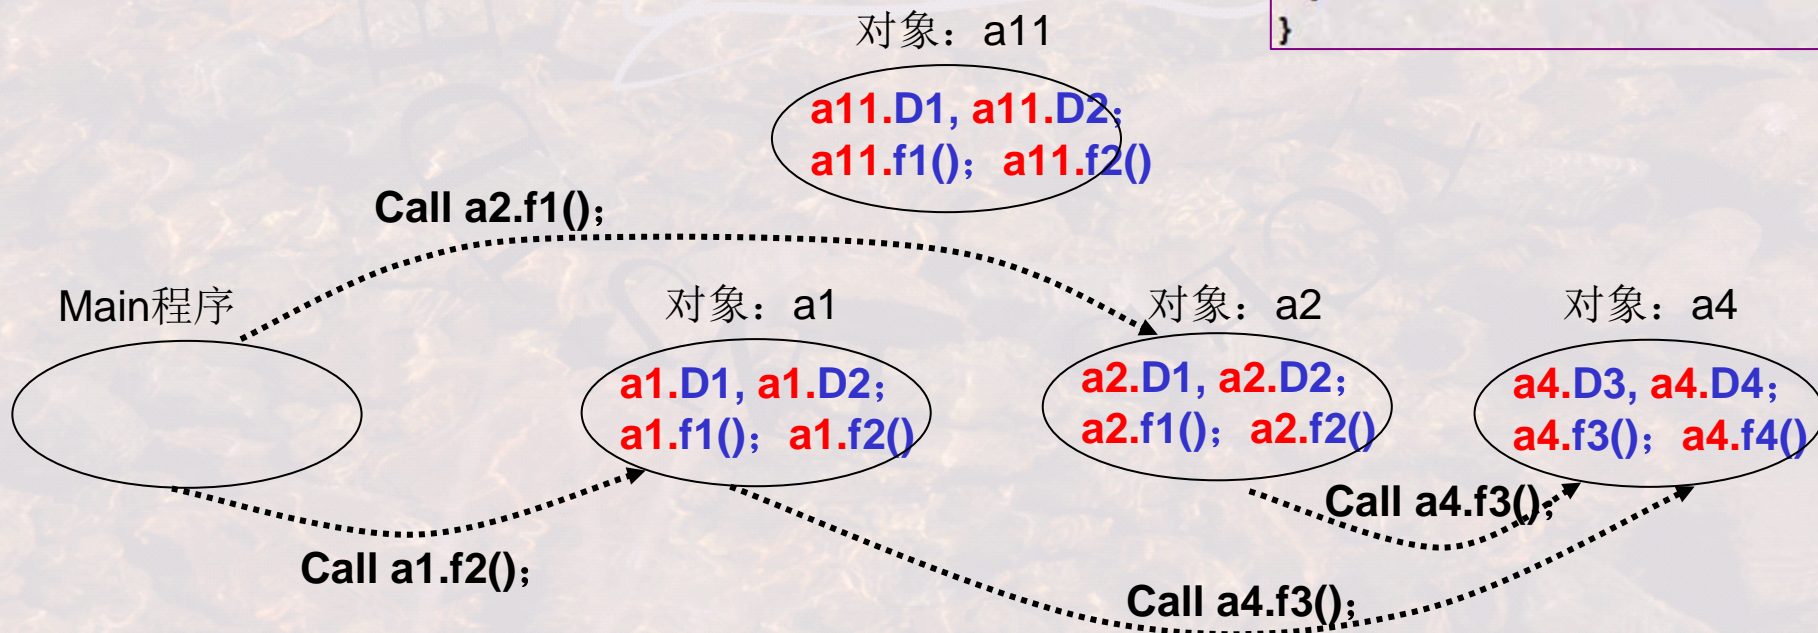 }
对象：a11
a11.D1, a11.D2；
a11.f1()；a11.f2()
Call a2.f1()；
Main程序
对象：a1
对象：a2
对象：a4
a1.D1, a1.D2；
a1.f1()；a1.f2()
a2.D1, a2.D2；
a2.f1()；a2.f2()
a4.D3, a4.D4；
a4.f3()；a4.f4()
Call a4.f3()；
Call a1.f2()；
Call a4.f3()；